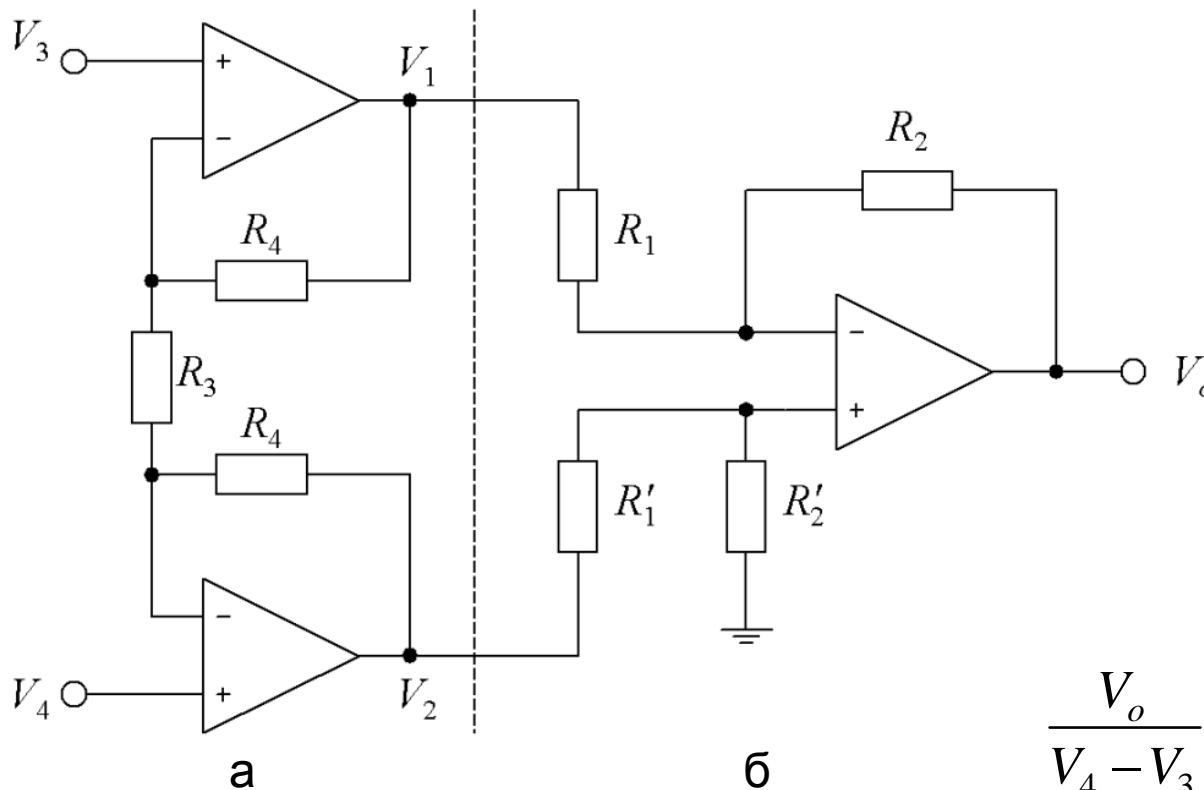 V₃
+
V₁
−
R₂
R₄
R₁
R₃
−
Vₒ
R₄
+
R′₁
R′₂
−
V₄
+
V₂
Vₒ
V₄ − V₃
а
б